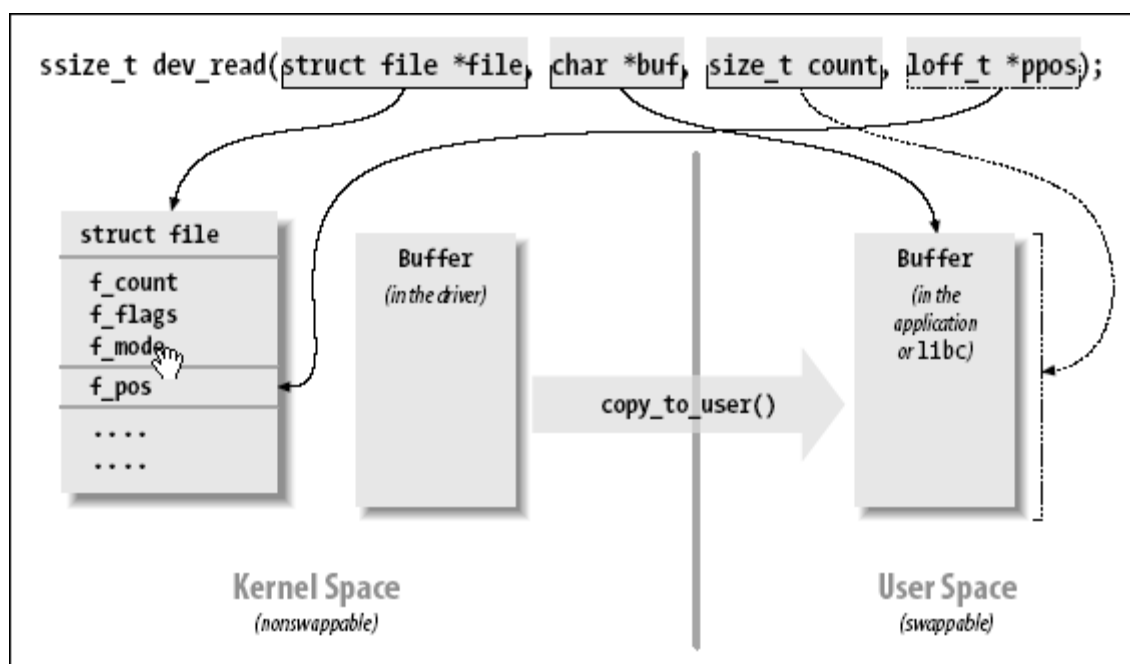 ssize_t dev_read(struct file *file, char *buf, size_t count, loff_t *ppos);
struct file
f_count
f_flags
f_mode
f_pos
....
....
Buffer
(in the driver)
copy_to_user()
Buffer
(in the
application
or libc)
Kernel Space
(nonswappable)
User Space
(swappable)